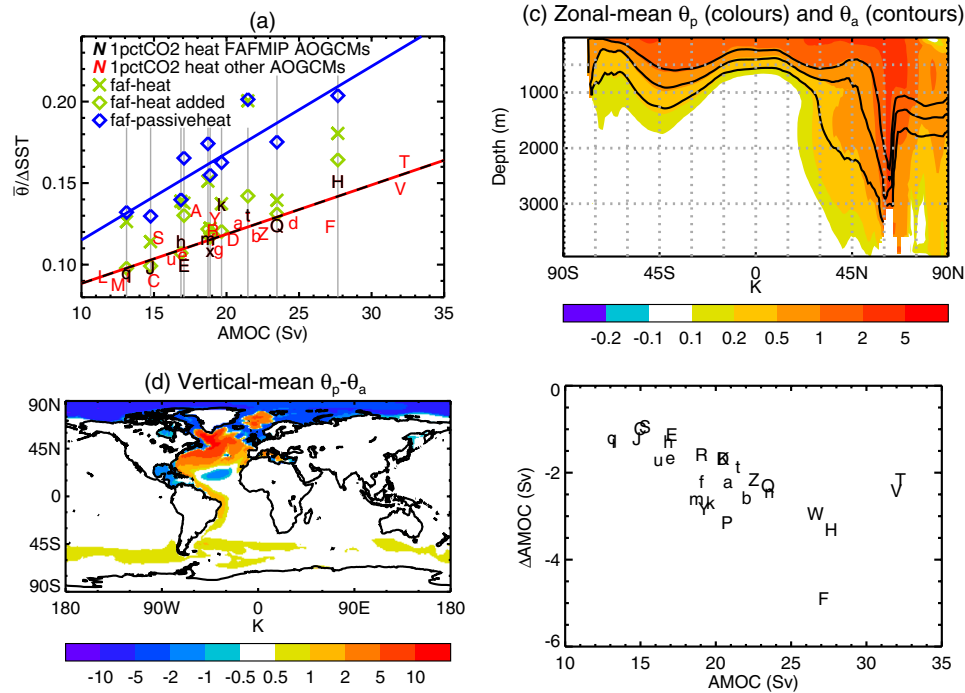 (a)
N 1pctCO2 heat FAFMIP AOGCMs
N 1pctCO2 heat other AOGCMs
faf-heat
faf-heat added
faf-passiveheat
0.20
0.15
0.10
θ̅/ΔSST
L M q J S C u h e E A
m R x Y k g D a t b Z Q d H F T V
10 15 20 25 30 35
AMOC (Sv)
(c) Zonal-mean θp (colours) and θa (contours)
1000
2000
3000
Depth (m)
90S 45S 0 45N 90N
K
-0.2 -0.1 0.1 0.2 0.5 1 2 5
(d) Vertical-mean θp-θa
90N
45N
0
45S
90S
180 90W 0 90E 180
K
-10 -5 -2 -1 -0.5 0.5 1 2 5 10
0
-2
-4
-6
ΔAMOC (Sv)
q J S u h E e R
f m k Y t a b P Z Q W H F T V
10 15 20 25 30 35
AMOC (Sv)